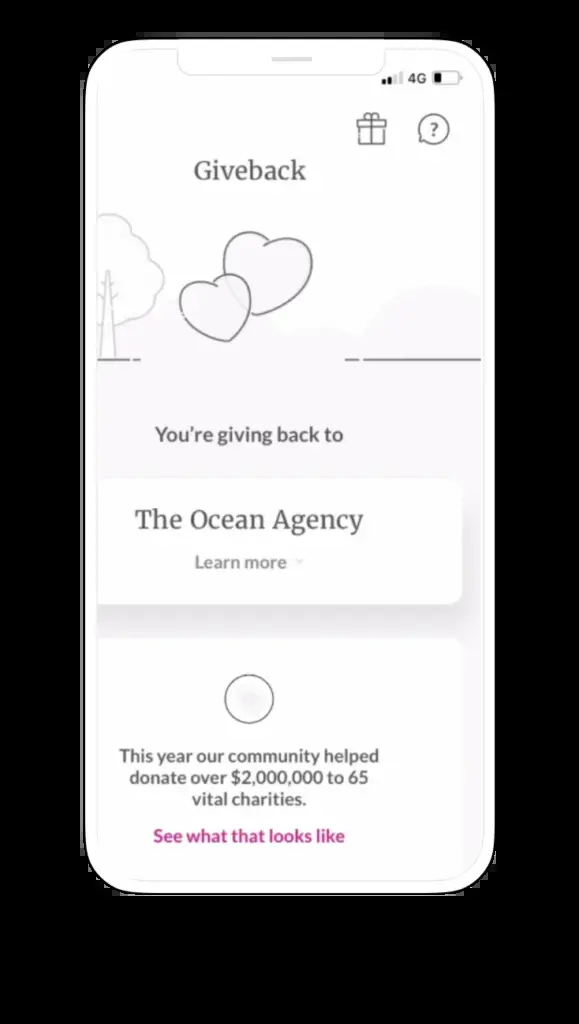 4G
?
Giveback
You’re giving back to
The Ocean Agency
Learn more
This year our community helped
donate over $2,000,000 to 65
vital charities.
See what that looks like